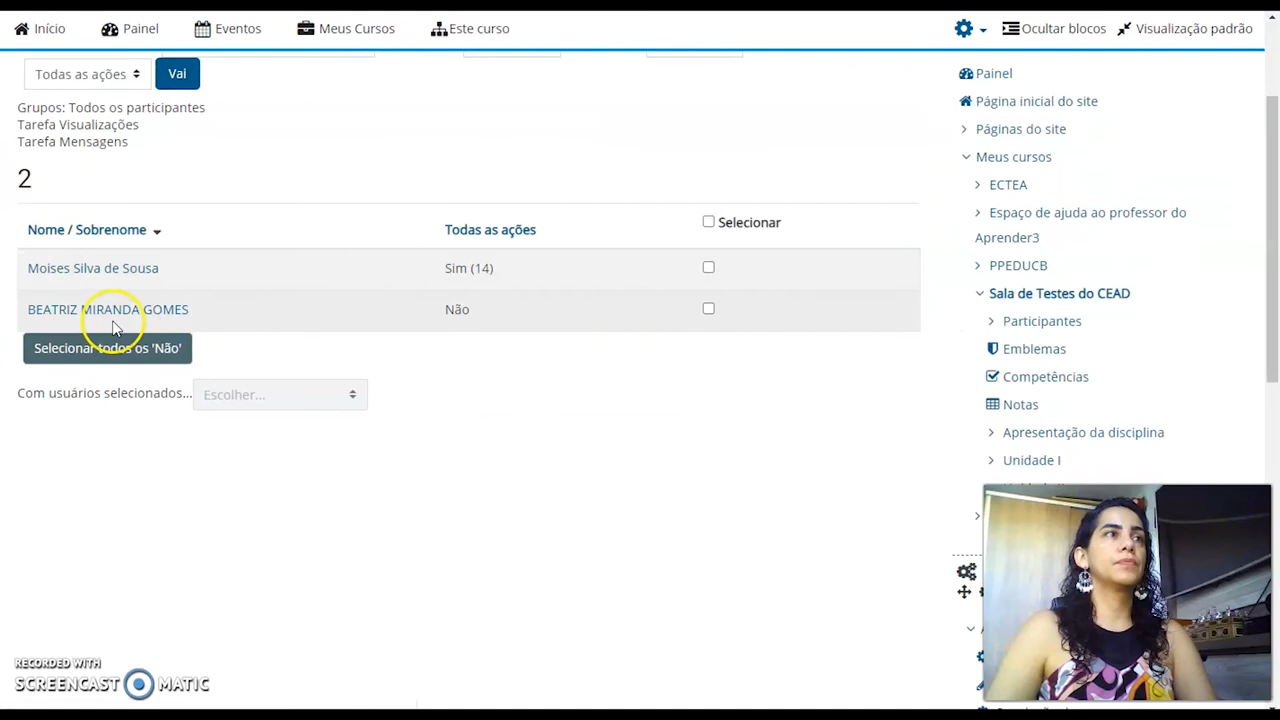 Início Painel Eventos Meus Cursos Este curso Ocultar blocos Visualização padrão
Todas as ações Vai
Grupos: Todos os participantes
Tarefa Visualizações
Tarefa Mensagens
2
Nome / Sobrenome Todas as ações Selecionar
Moises Silva de Sousa Sim (14)
BEATRIZ MIRANDA GOMES Não
Selecionar todos os 'Não'
Com usuários selecionados... Escolher...
Painel
Página inicial do site
Páginas do site
Meus cursos
ECTEA
Espaço de ajuda ao professor do
Aprender3
PPEDUCB
Sala de Testes do CEAD
Participantes
Emblemas
Competências
Notas
Apresentação da disciplina
Unidade I
RECORDED WITH
SCREENCAST MATIC